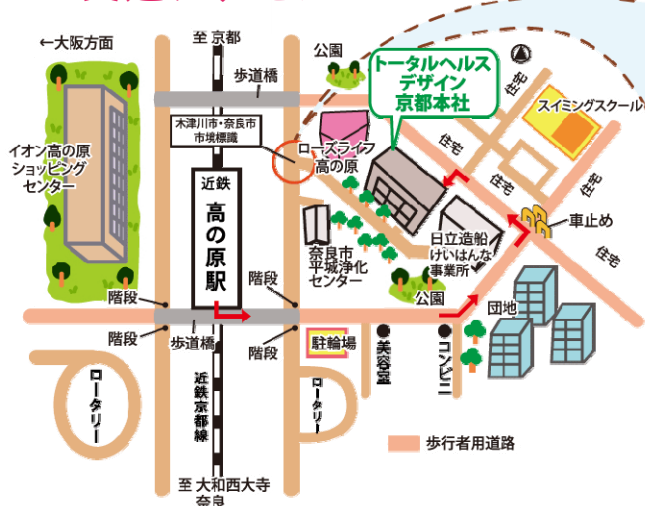 ←大阪方面
至 京都
歩道橋
公園
トータルヘルス
デザイン
京都本社
住宅
スイミングスクール
木津川市・奈良市
市境標識
ローズライフ
高の原
住宅
住宅
住宅
イオン高の原
ショッピング
センター
近鉄
高の原駅
奈良市
平城浄化
センター
日立造船
けいはんな
事業所
車止め
住宅
公園
階段
階段
団地
階段
歩道橋
階段
駐輪場
美容室
コンビニ
ロータリー
近鉄京都線
ロータリー
歩行者用道路
至 大和西大寺
奈良